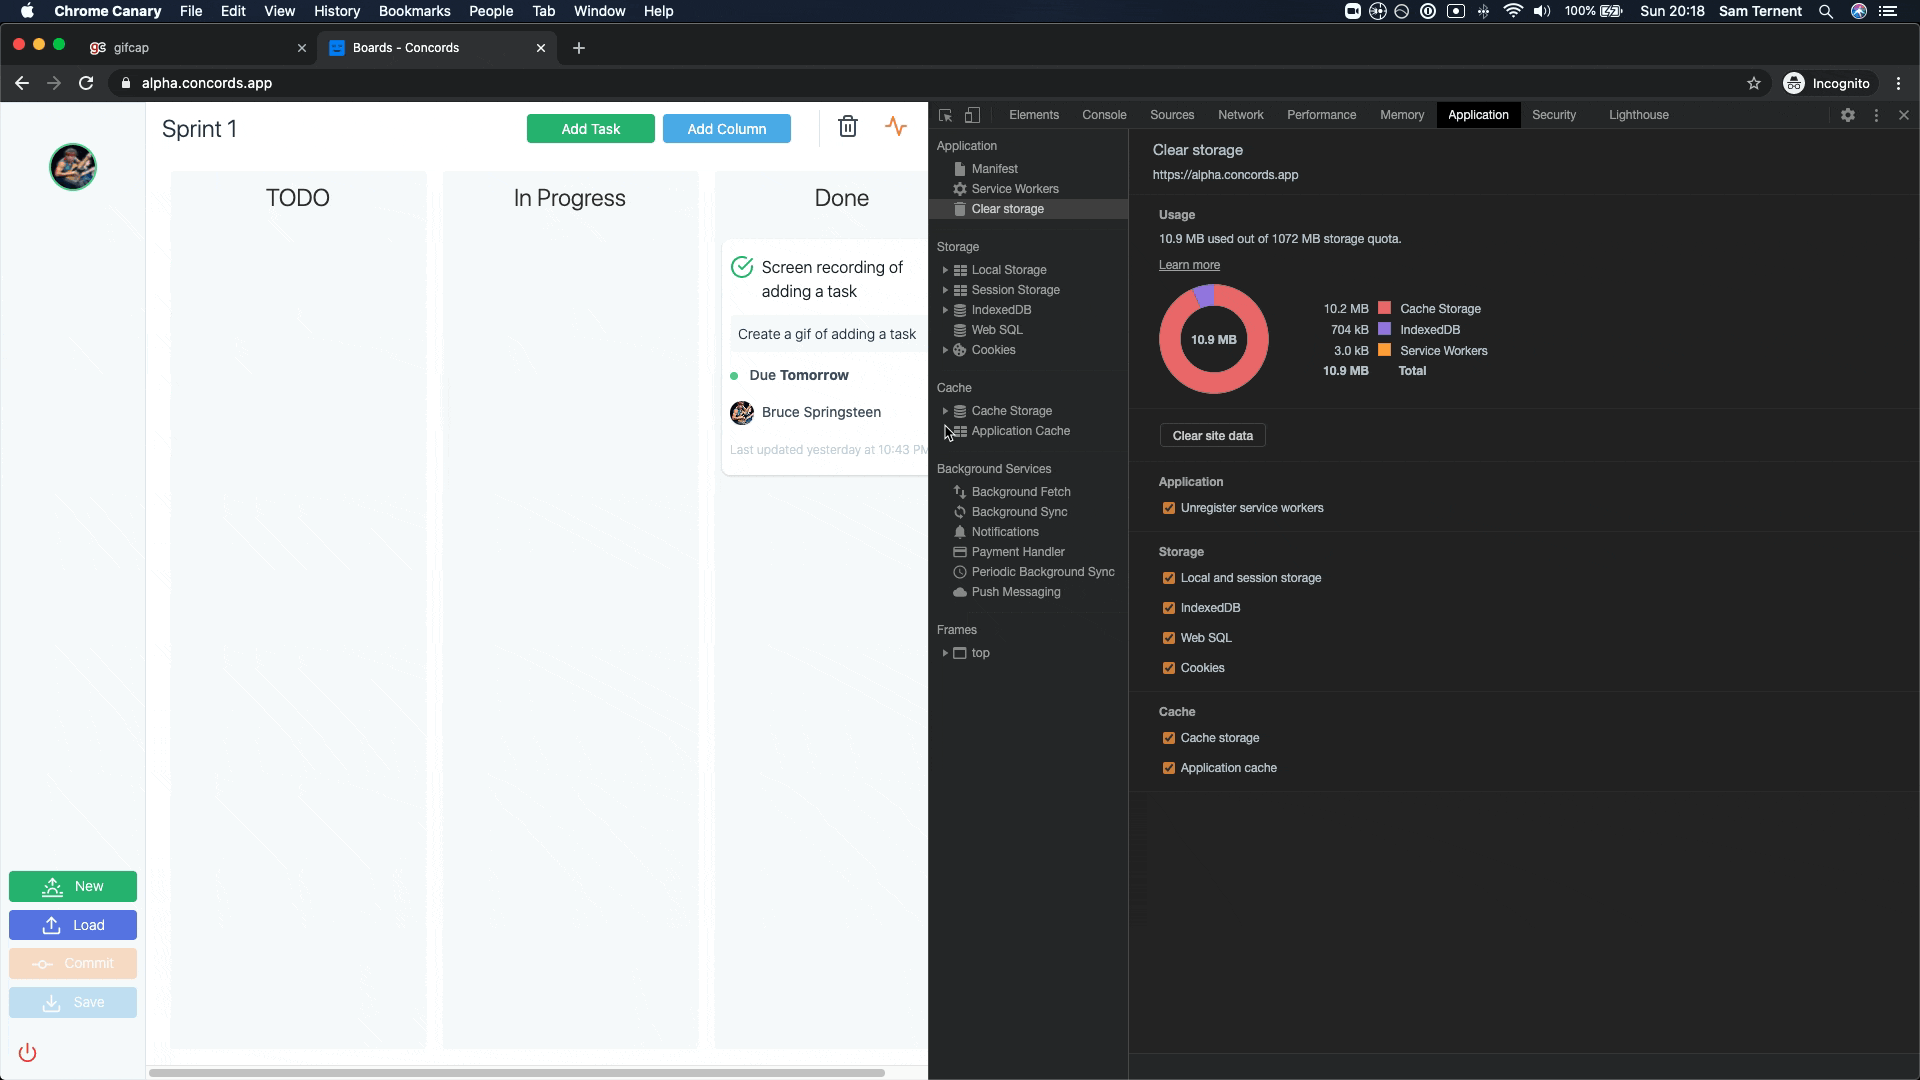 Chrome Canary File Edit View History Bookmarks People Tab Window Help 100% Sun 20:18 Sam Ternent
gc gifcap Boards - Concords
alpha.concords.app Incognito
Sprint 1 Add Task Add Column
TODO
In Progress
Done
Screen recording of
adding a task
Create a gif of adding a task
Due Tomorrow
Bruce Springsteen
Last updated yesterday at 10:43 PM
New
Load
Commit
Save
Elements Console Sources Network Performance Memory Application Security Lighthouse
Application
Manifest
Service Workers
Clear storage
Storage
Local Storage
Session Storage
IndexedDB
Web SQL
Cookies
Cache
Cache Storage
Application Cache
Background Services
Background Fetch
Background Sync
Notifications
Payment Handler
Periodic Background Sync
Push Messaging
Frames
top
Clear storage
https://alpha.concords.app
Usage
10.9 MB used out of 1072 MB storage quota.
Learn more
10.9 MB
10.2 MB Cache Storage
704 kB IndexedDB
3.0 kB Service Workers
10.9 MB Total
Clear site data
Application
Unregister service workers
Storage
Local and session storage
IndexedDB
Web SQL
Cookies
Cache
Cache storage
Application cache